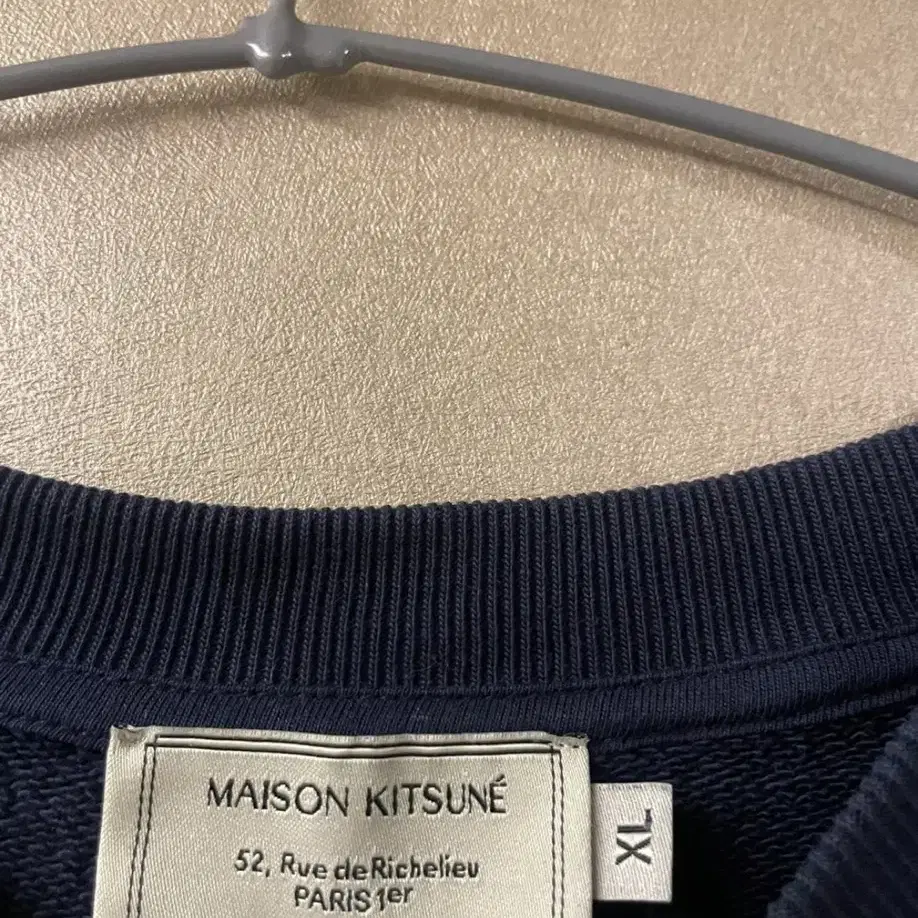 MAISON KITSUNÉ
52, Rue de Richelieu
PARIS 1er
XL